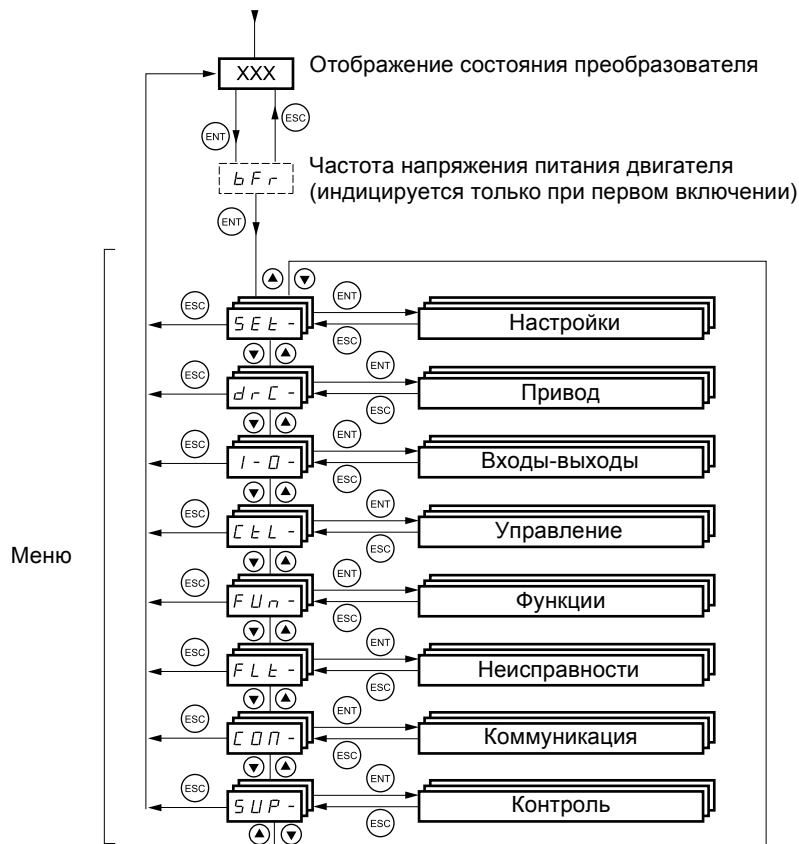 XXX
Отображение состояния преобразователя
ENT
ESC
bFr
Частота напряжения питания двигателя
(индицируется только при первом включении)
ENT
Меню
ESC
SEt-
ENT
ESC
Настройки
ESC
drC-
ENT
ESC
Привод
ESC
I-O-
ENT
ESC
Входы-выходы
ESC
CtL-
ENT
ESC
Управление
ESC
FUn-
ENT
ESC
Функции
ESC
FLt-
ENT
ESC
Неисправности
ESC
COM-
ENT
ESC
Коммуникация
ESC
SUP-
ENT
ESC
Контроль